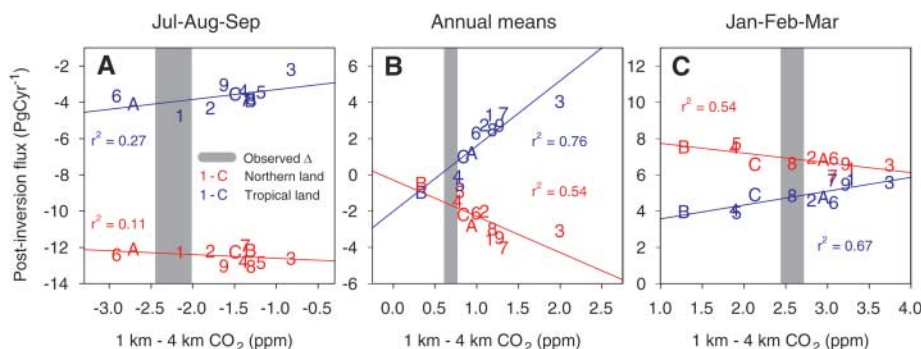 Jul-Aug-Sep
Annual means
Jan-Feb-Mar
Post-inversion flux (PgCyr⁻¹)
A
-2
-4
-6
-8
-10
-12
-14
r² = 0.27
r² = 0.11
Observed Δ
1 - C Northern land
1 - C Tropical land
-3.0 -2.5 -2.0 -1.5 -1.0 -0.5
1 km - 4 km CO₂ (ppm)
B
6
4
2
0
-2
-4
-6
r² = 0.76
r² = 0.54
0.0 0.5 1.0 1.5 2.0 2.5
1 km - 4 km CO₂ (ppm)
C
12
10
8
6
4
2
0
r² = 0.54
r² = 0.67
1.0 1.5 2.0 2.5 3.0 3.5 4.0
1 km - 4 km CO₂ (ppm)